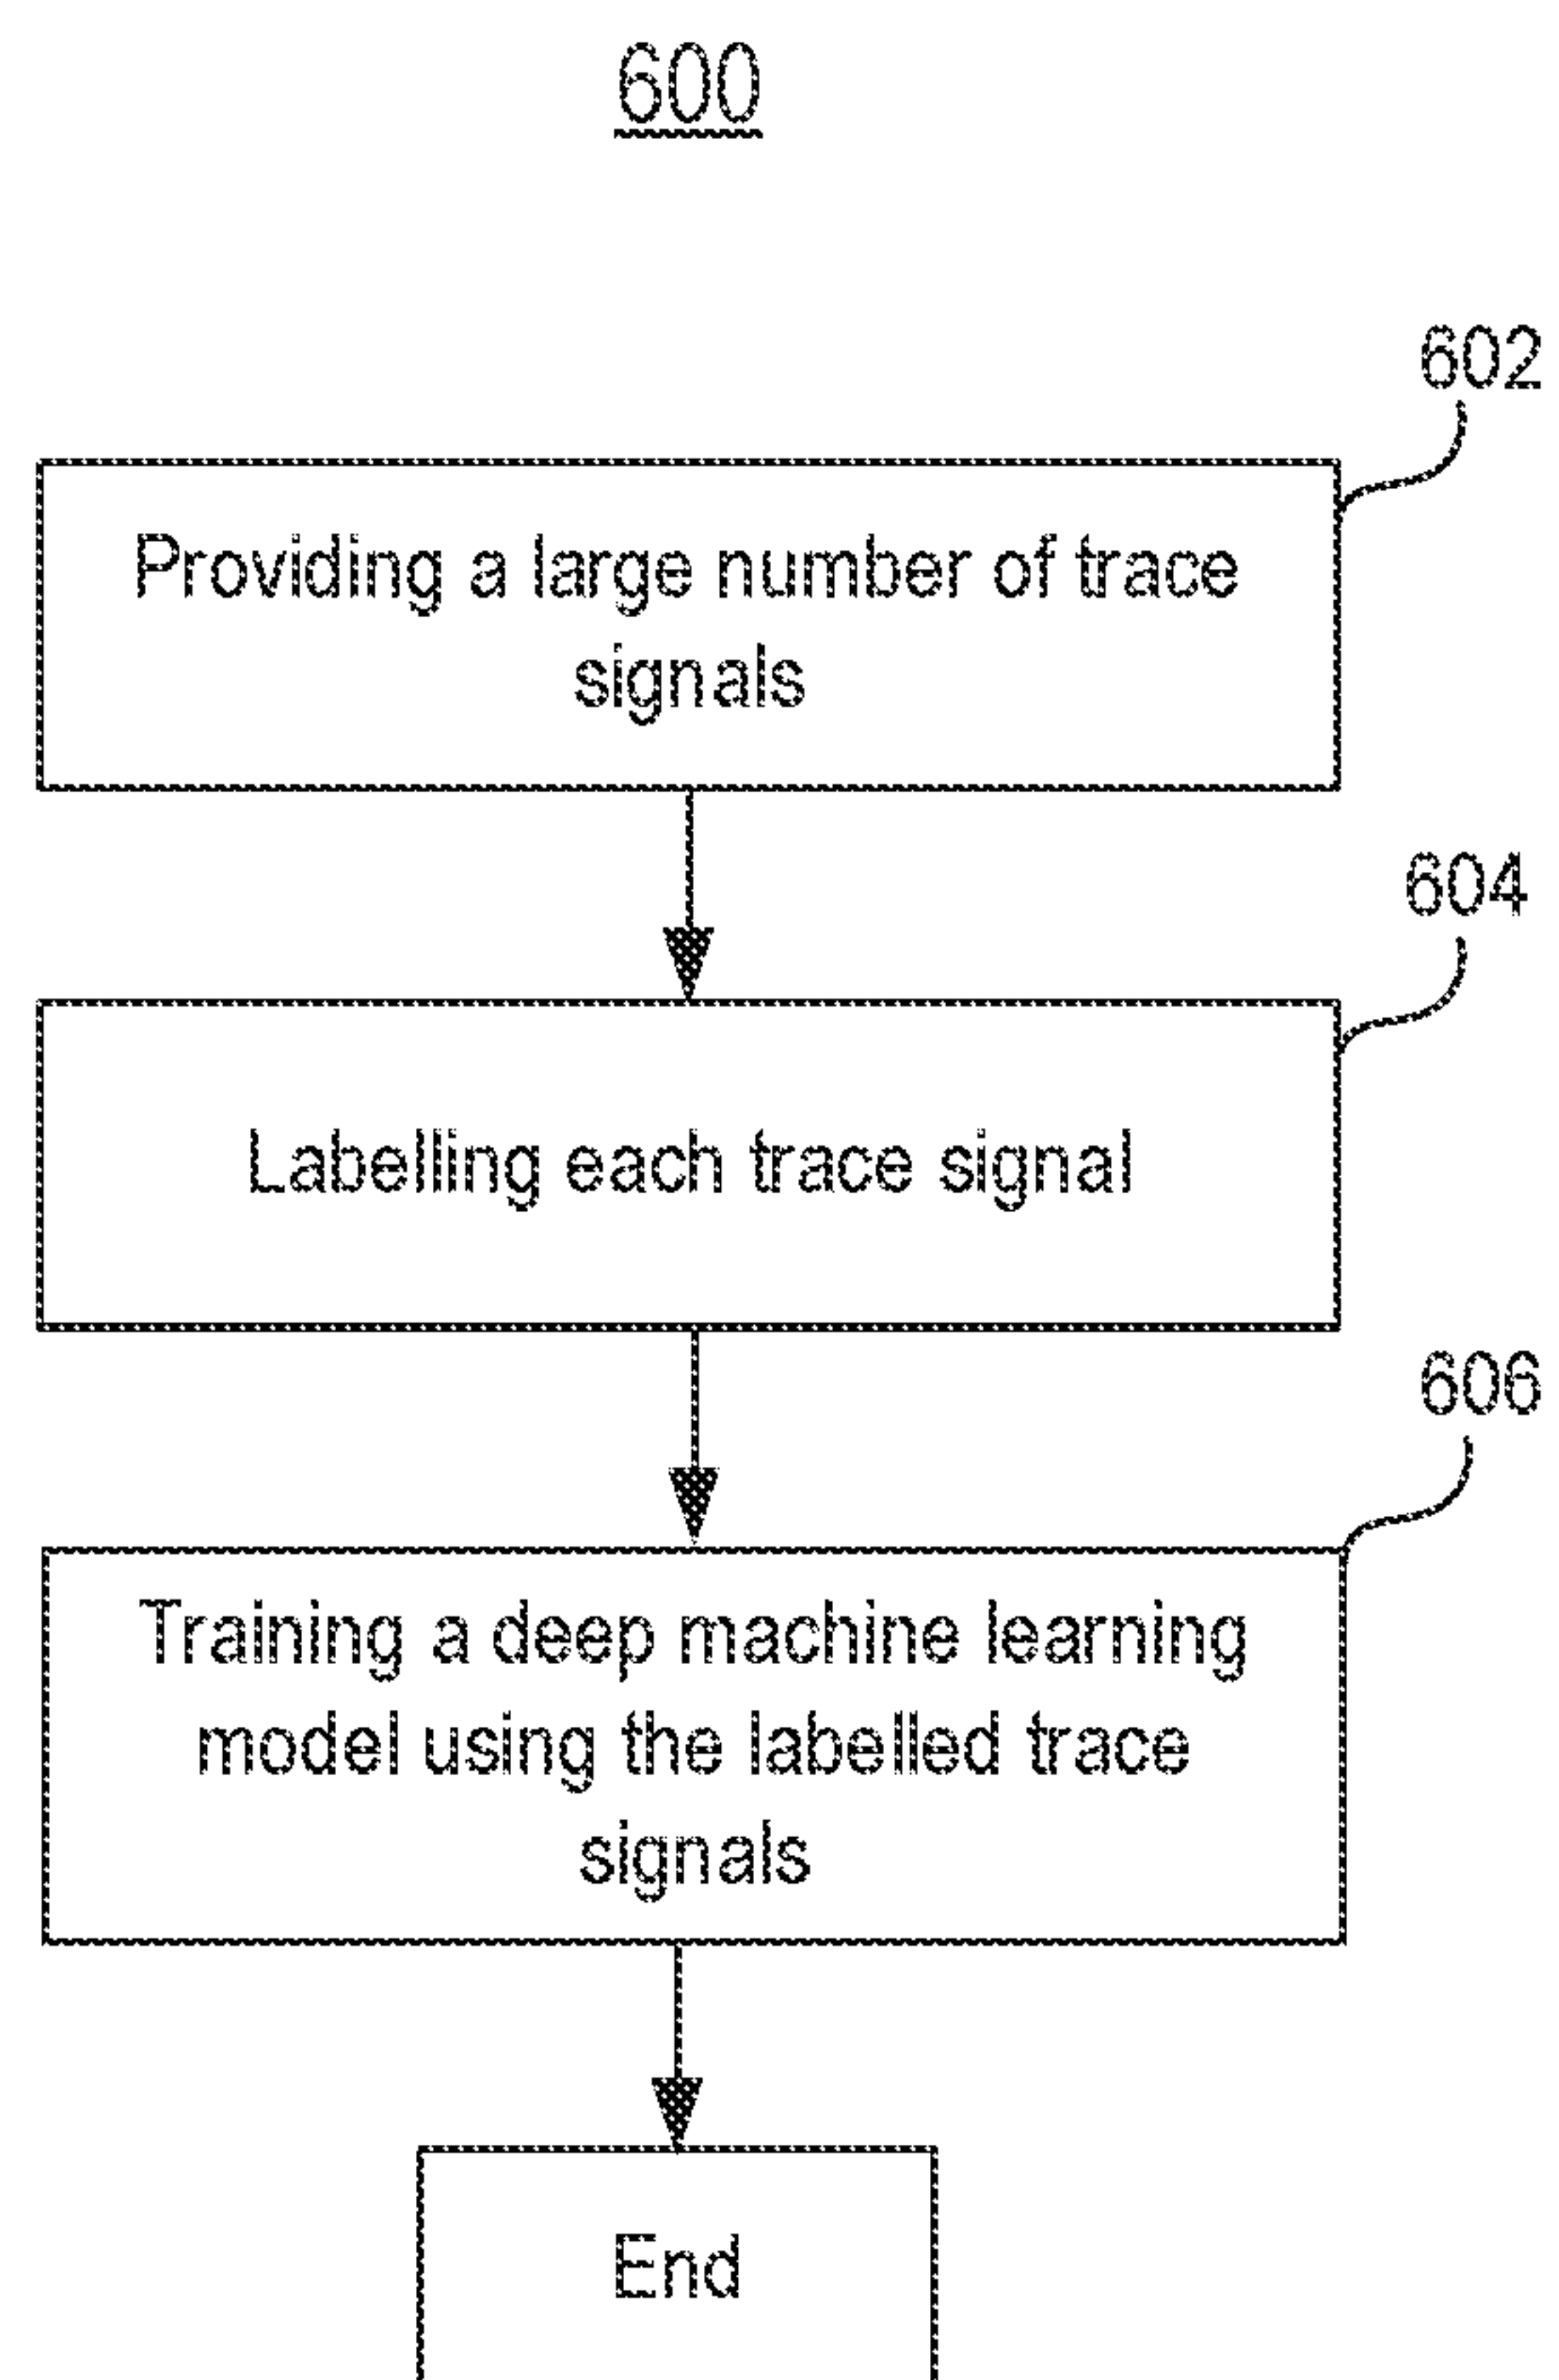 600
602
Providing a large number of trace
signals
604
Labelling each trace signal
606
Training a deep machine learning
model using the labelled trace
signals
End